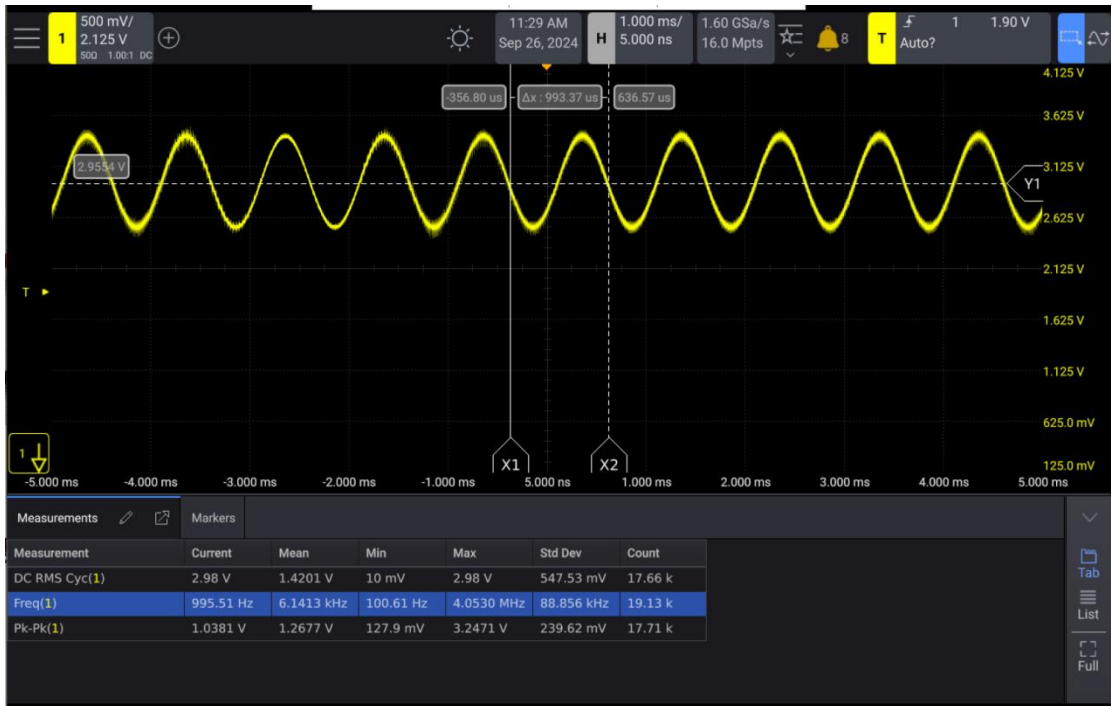 1
500 mV/
2.125 V
50Ω 1.00:1 DC
11:29 AM
Sep 26, 2024
H
1.000 ms/
5.000 ns
1.60 GSa/s
16.0 Mpts
8
T
1 1.90 V
Auto?
4.125 V
-356.80 us
Δx : 993.37 us
636.57 us
3.625 V
2.9554 V
3.125 V
Y1
2.625 V
2.125 V
T
1.625 V
1.125 V
625.0 mV
1
X1
X2
125.0 mV
-5.000 ms -4.000 ms -3.000 ms -2.000 ms -1.000 ms 5.000 ns 1.000 ms 2.000 ms 3.000 ms 4.000 ms 5.000 ms
Measurements Markers
Measurement Current Mean Min Max Std Dev Count
DC RMS Cyc(1) 2.98 V 1.4201 V 10 mV 2.98 V 547.53 mV 17.66 k
Freq(1) 995.51 Hz 6.1413 kHz 100.61 Hz 4.0530 MHz 88.856 kHz 19.13 k
Pk-Pk(1) 1.0381 V 1.2677 V 127.9 mV 3.2471 V 239.62 mV 17.71 k
Tab
List
Full